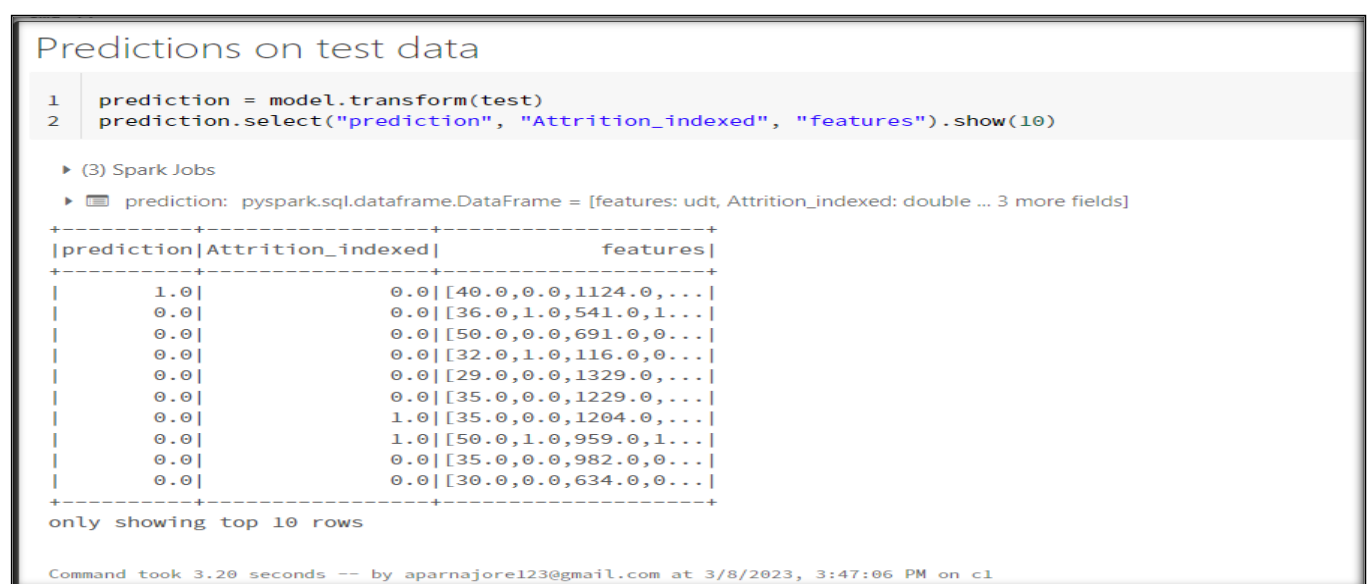 Predictions on test data
1 prediction = model.transform(test)
2 prediction.select("prediction", "Attrition_indexed", "features").show(10)
(3) Spark Jobs
prediction: pyspark.sql.dataframe.DataFrame = [features: udt, Attrition_indexed: double ... 3 more fields]
+----------+-----------------+--------------------+
|prediction|Attrition_indexed|            features|
+----------+-----------------+--------------------+
|       1.0|              0.0|[40.0,0.0,1124.0,...|
|       0.0|              0.0|[36.0,1.0,541.0,1...|
|       0.0|              0.0|[50.0,0.0,691.0,0...|
|       0.0|              0.0|[32.0,1.0,116.0,0...|
|       0.0|              0.0|[29.0,0.0,1329.0,...|
|       0.0|              0.0|[35.0,0.0,1229.0,...|
|       0.0|              1.0|[35.0,0.0,1204.0,...|
|       0.0|              1.0|[50.0,1.0,959.0,1...|
|       0.0|              0.0|[35.0,0.0,982.0,0...|
|       0.0|              0.0|[30.0,0.0,634.0,0...|
+----------+-----------------+--------------------+
only showing top 10 rows
Command took 3.20 seconds -- by aparnajore123@gmail.com at 3/8/2023, 3:47:06 PM on c1